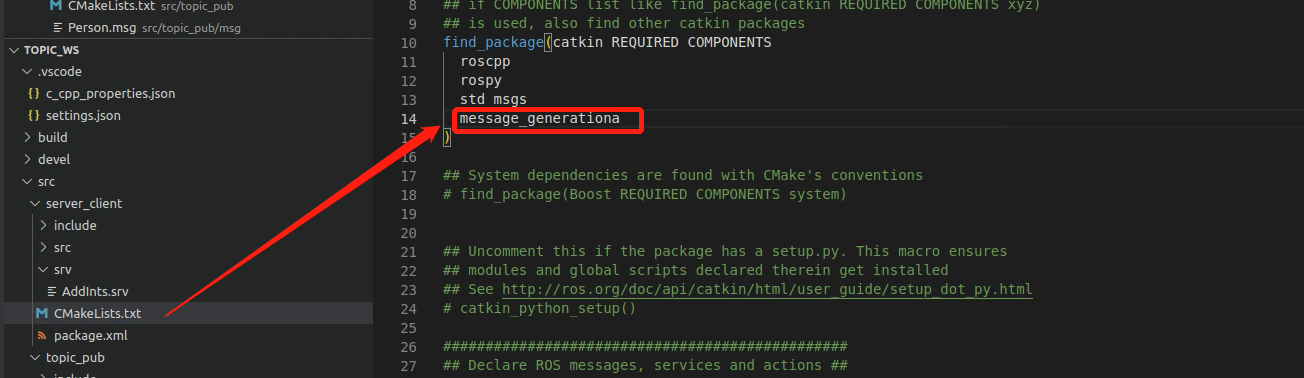 CMakeLists.txt src/topic_pub
Person.msg src/topic_pub/msg
TOPIC_WS
.vscode
{} c_cpp_properties.json
{} settings.json
build
devel
src
server_client
include
src
srv
AddInts.srv
CMakeLists.txt
package.xml
topic_pub
include
8 ## if COMPONENTS list like find_package(catkin REQUIRED COMPONENTS xyz)
9 ## is used, also find other catkin packages
10 find_package(catkin REQUIRED COMPONENTS
11 roscpp
12 rospy
13 std_msgs
14 message_generationa
15 )
16
17 ## System dependencies are found with CMake's conventions
18 # find_package(Boost REQUIRED COMPONENTS system)
19
20
21 ## Uncomment this if the package has a setup.py. This macro ensures
22 ## modules and global scripts declared therein get installed
23 ## See http://ros.org/doc/api/catkin/html/user_guide/setup_dot_py.html
24 # catkin_python_setup()
25
26 ################################################
27 ## Declare ROS messages, services and actions ##